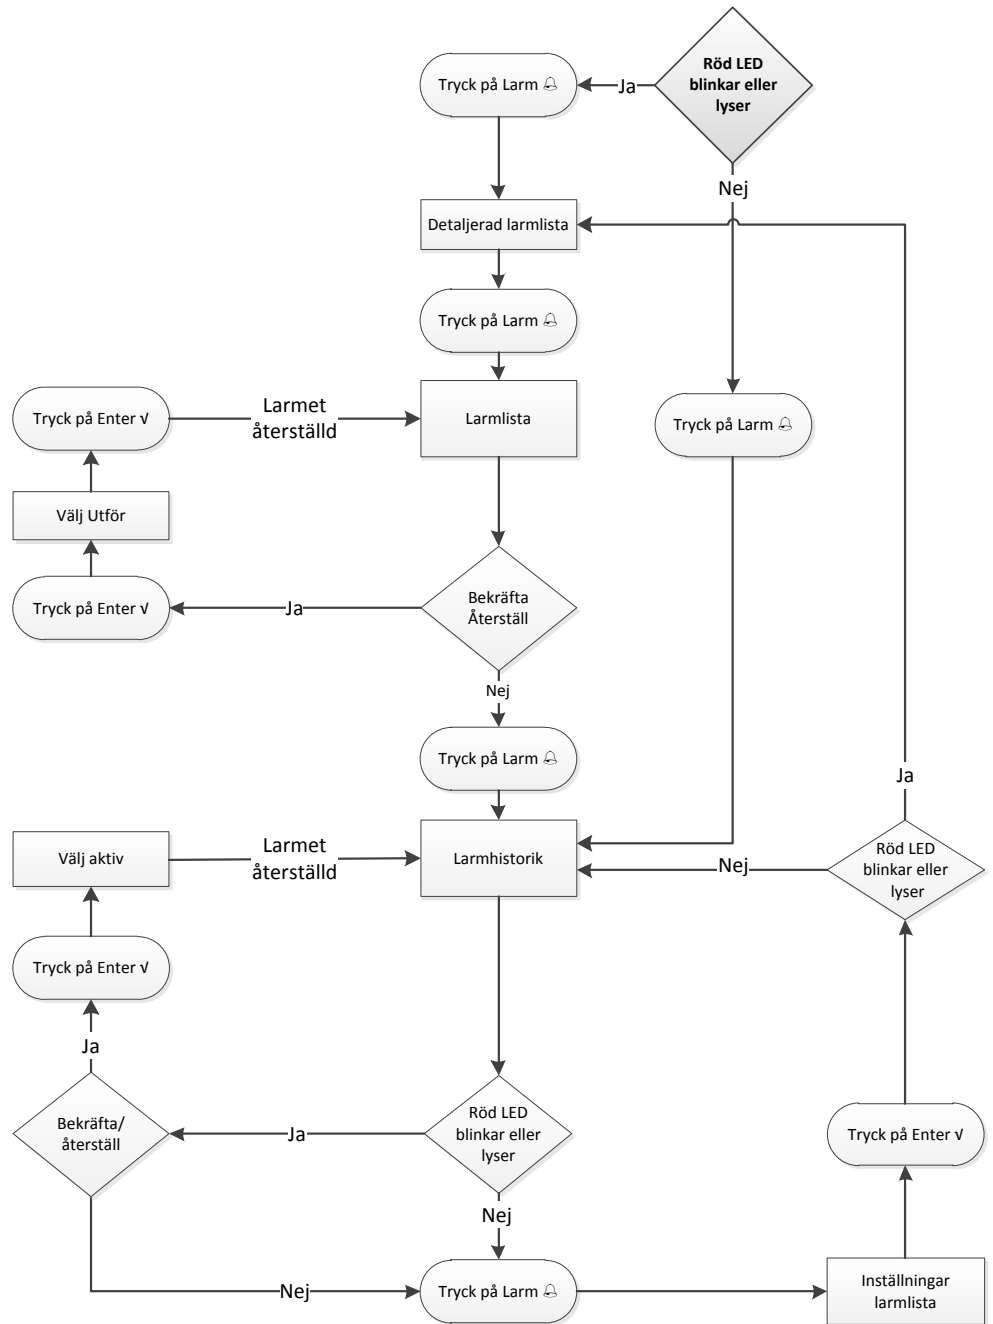 Röd LED
blinkar eller
lyser
Ja
Tryck på Larm 🔔
Nej
Detaljerad larmlista
Tryck på Larm 🔔
Tryck på Enter √
Larmet
återställd
Larmlista
Tryck på Larm 🔔
Välj Utför
Tryck på Enter √
Ja
Bekräfta
Återställ
Nej
Tryck på Larm 🔔
Ja
Välj aktiv
Larmet
återställd
Larmhistorik
Nej
Röd LED
blinkar eller
lyser
Tryck på Enter √
Ja
Bekräfta/
återställ
Ja
Röd LED
blinkar eller
lyser
Tryck på Enter √
Nej
Nej
Tryck på Larm 🔔
Inställningar
larmlista